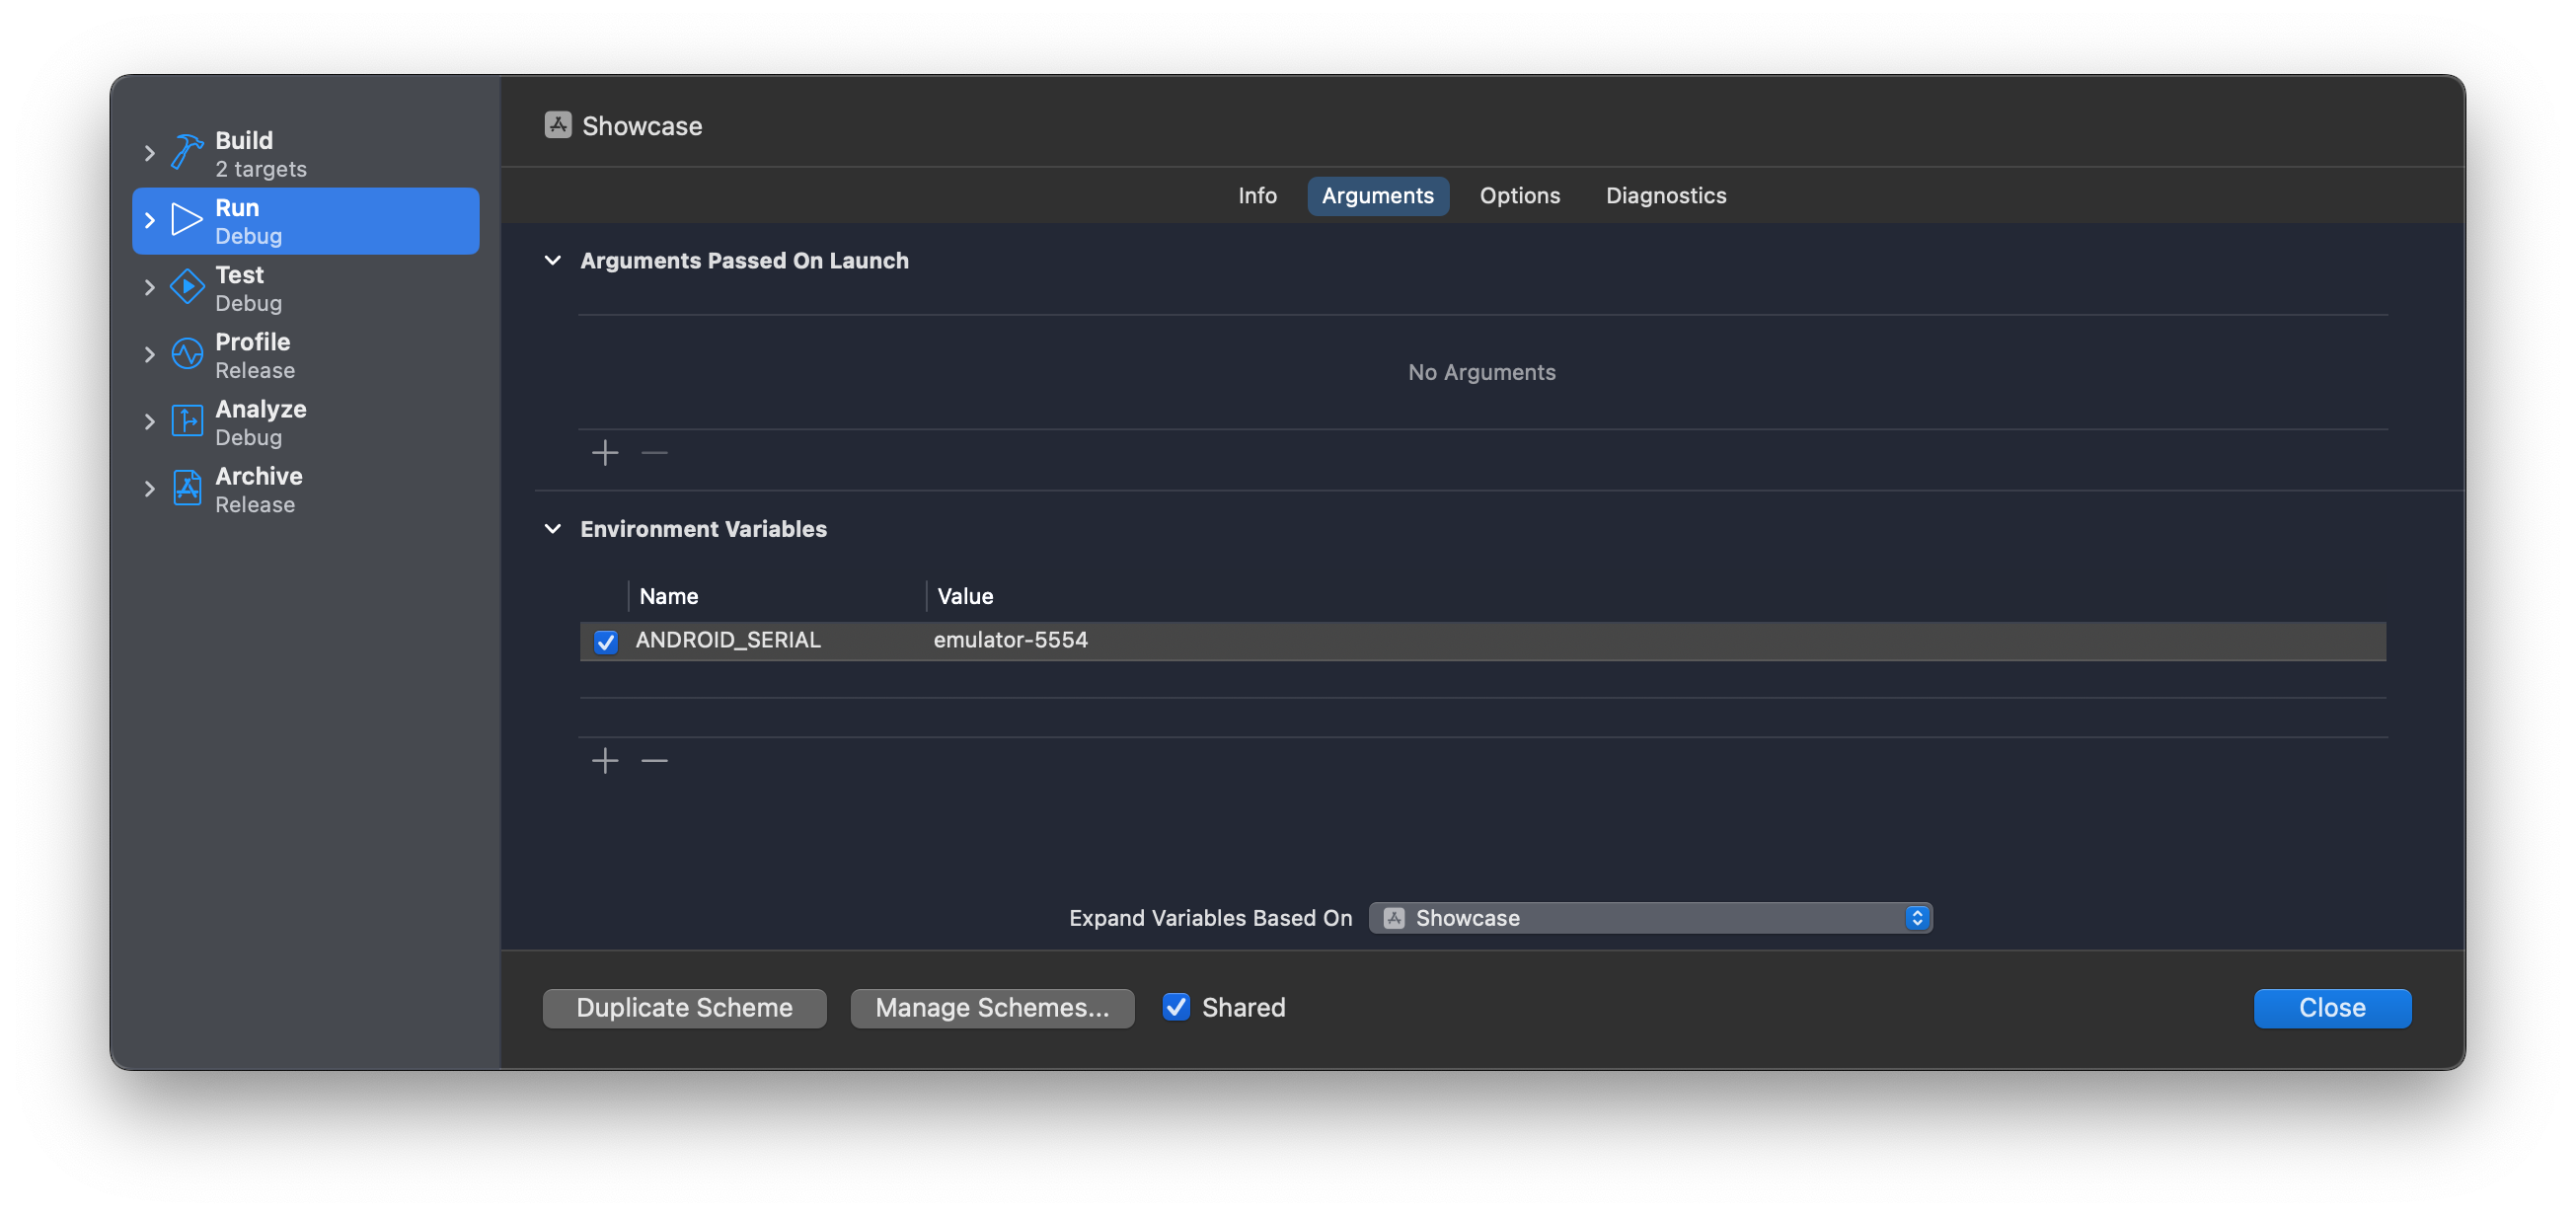 Build
2 targets
Run
Debug
Test
Debug
Profile
Release
Analyze
Debug
Archive
Release
Showcase
Info Arguments Options Diagnostics
Arguments Passed On Launch
No Arguments
Environment Variables
Name Value
ANDROID_SERIAL emulator-5554
Expand Variables Based On Showcase
Duplicate Scheme Manage Schemes... Shared Close